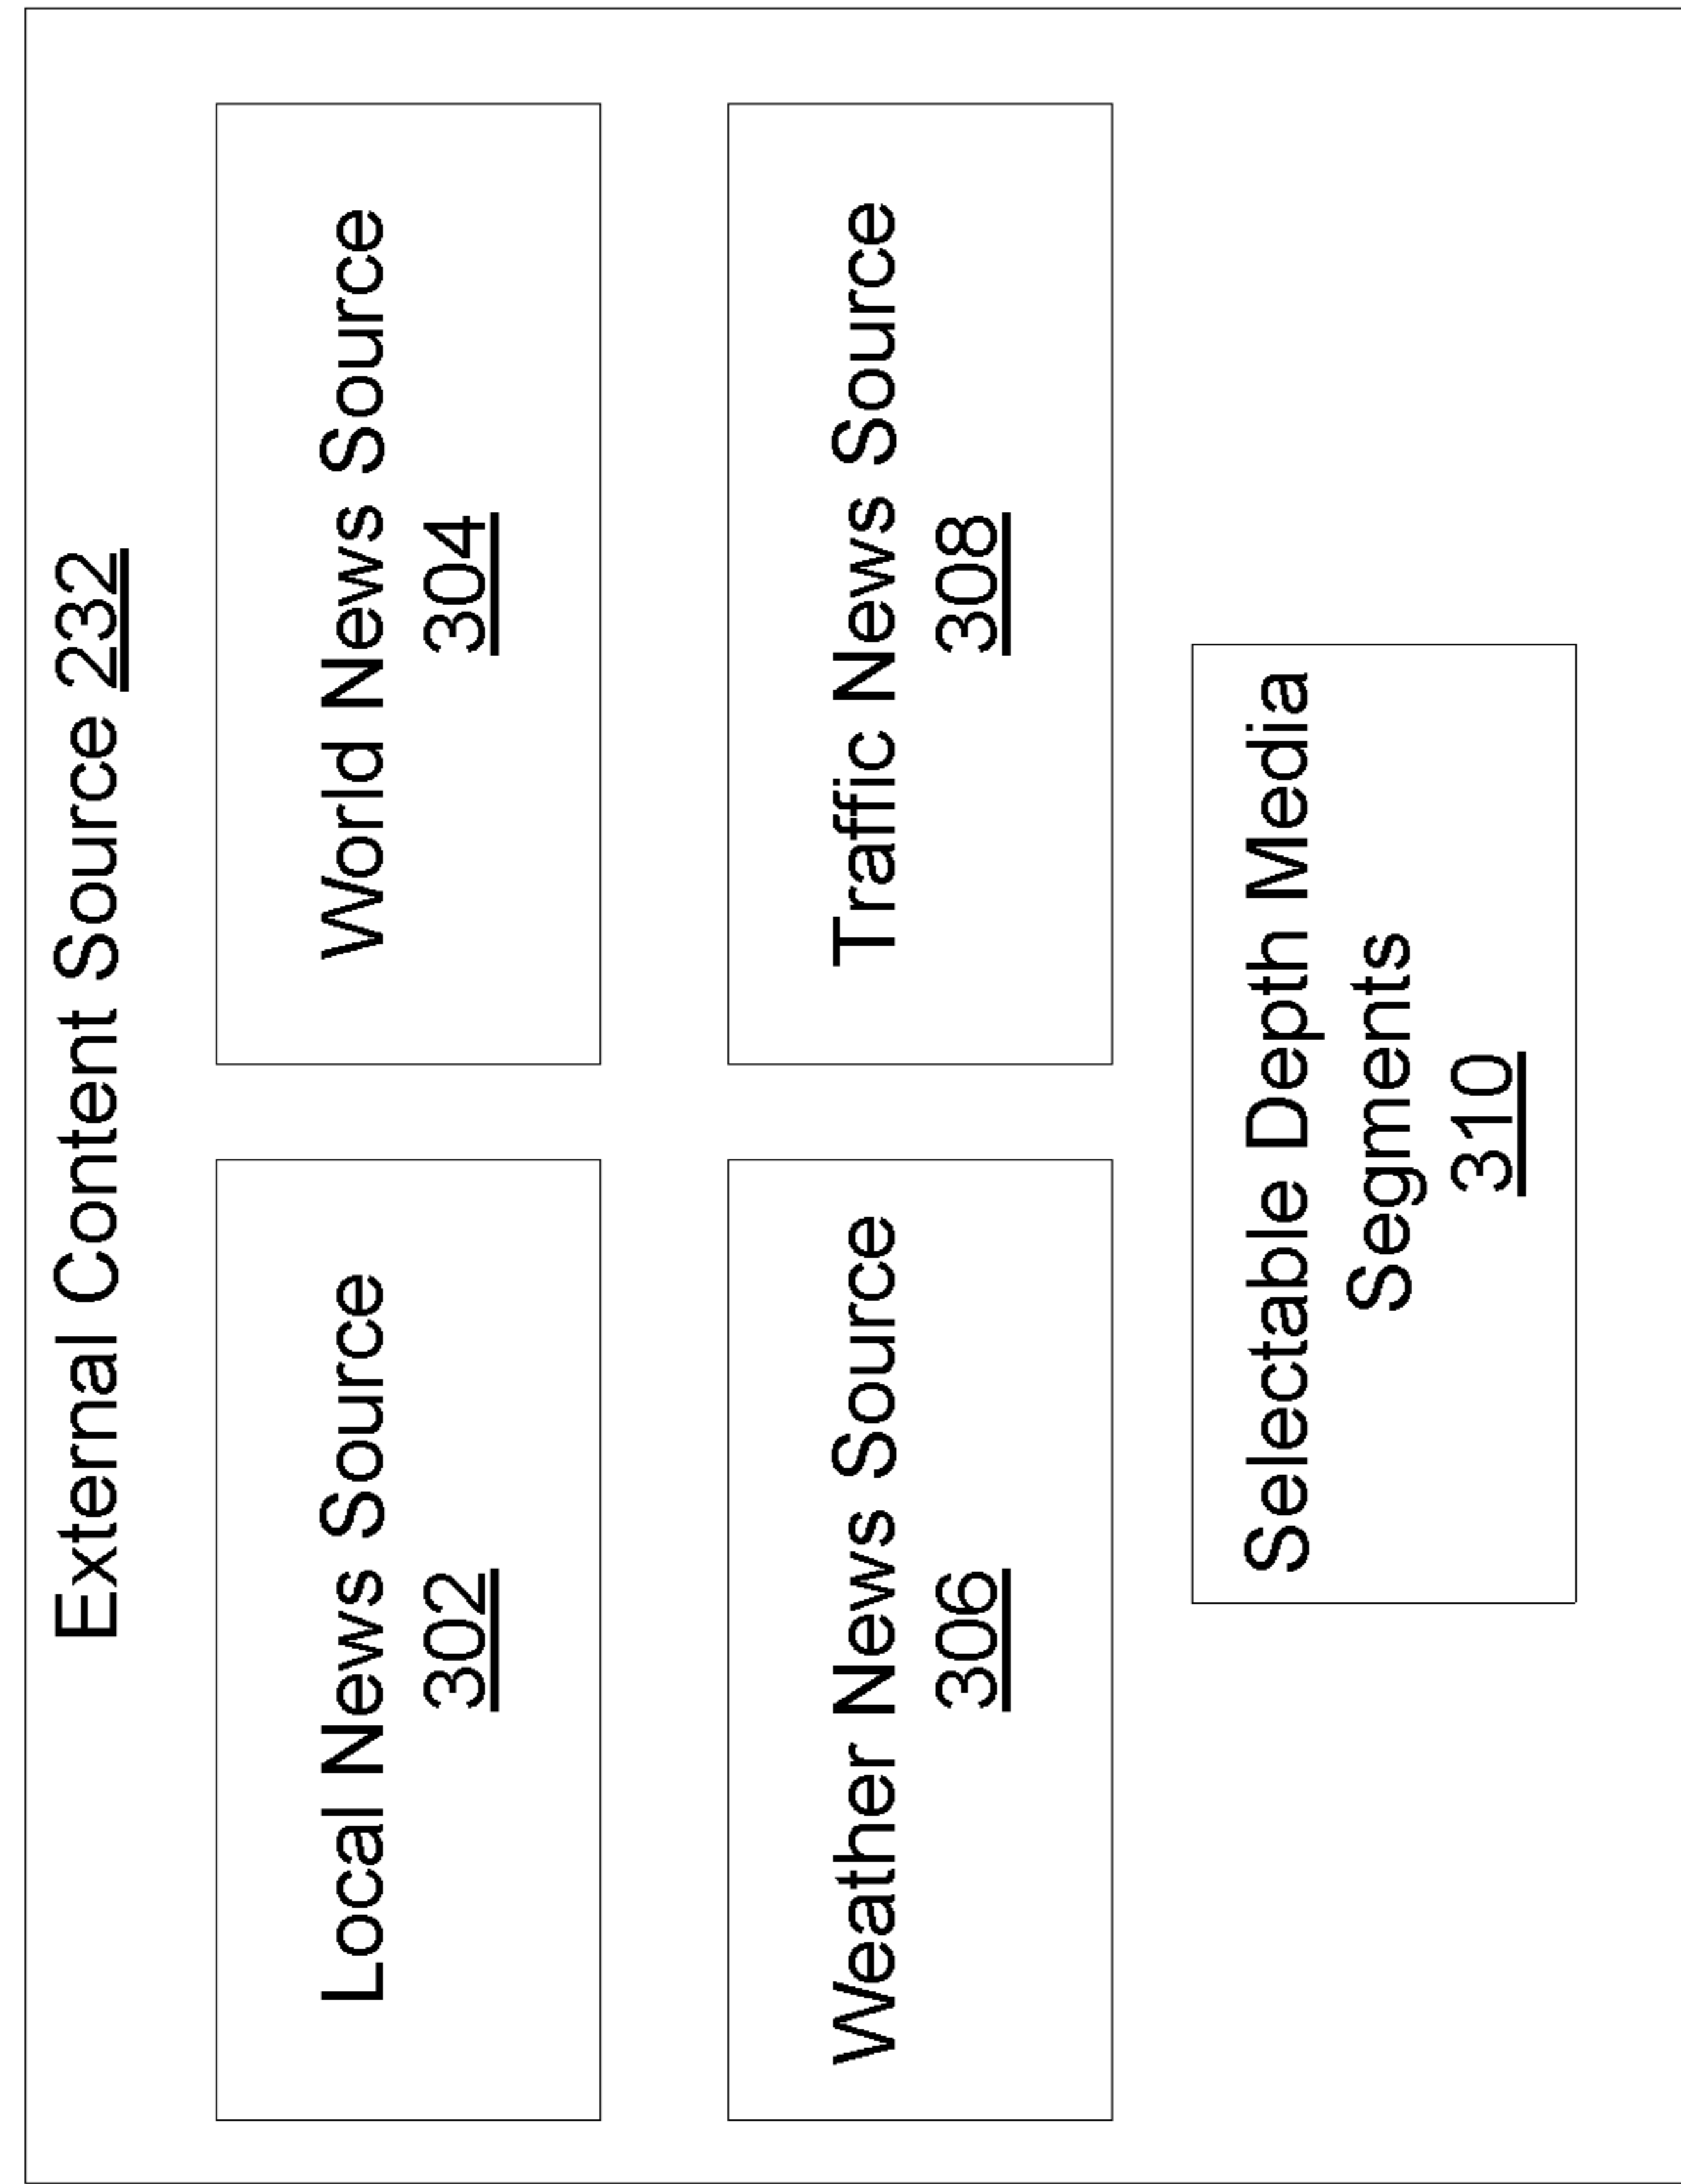 External Content Source 232
Local News Source
302
World News Source
304
Weather News Source
306
Traffic News Source
308
Selectable Depth Media
Segments
310